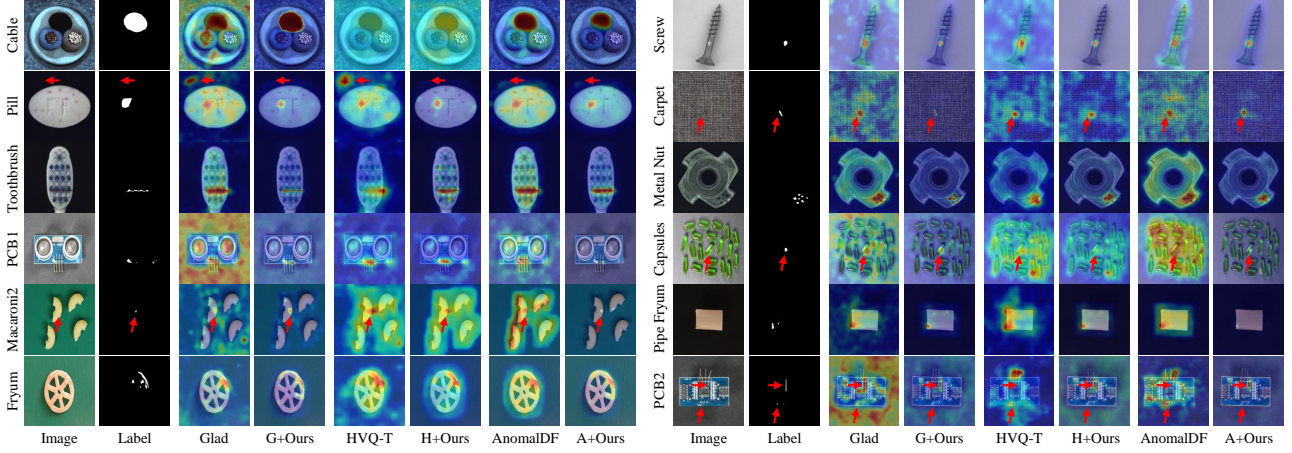 Cable
Pill
Toothbrush
PCB1
Macaroni2
Fryum
Image Label Glad G+Ours HVQ-T H+Ours AnomalDF A+Ours
Screw
Carpet
Metal Nut
Capsules
Pipe Fryum
PCB2
Image Label Glad G+Ours HVQ-T H+Ours AnomalDF A+Ours